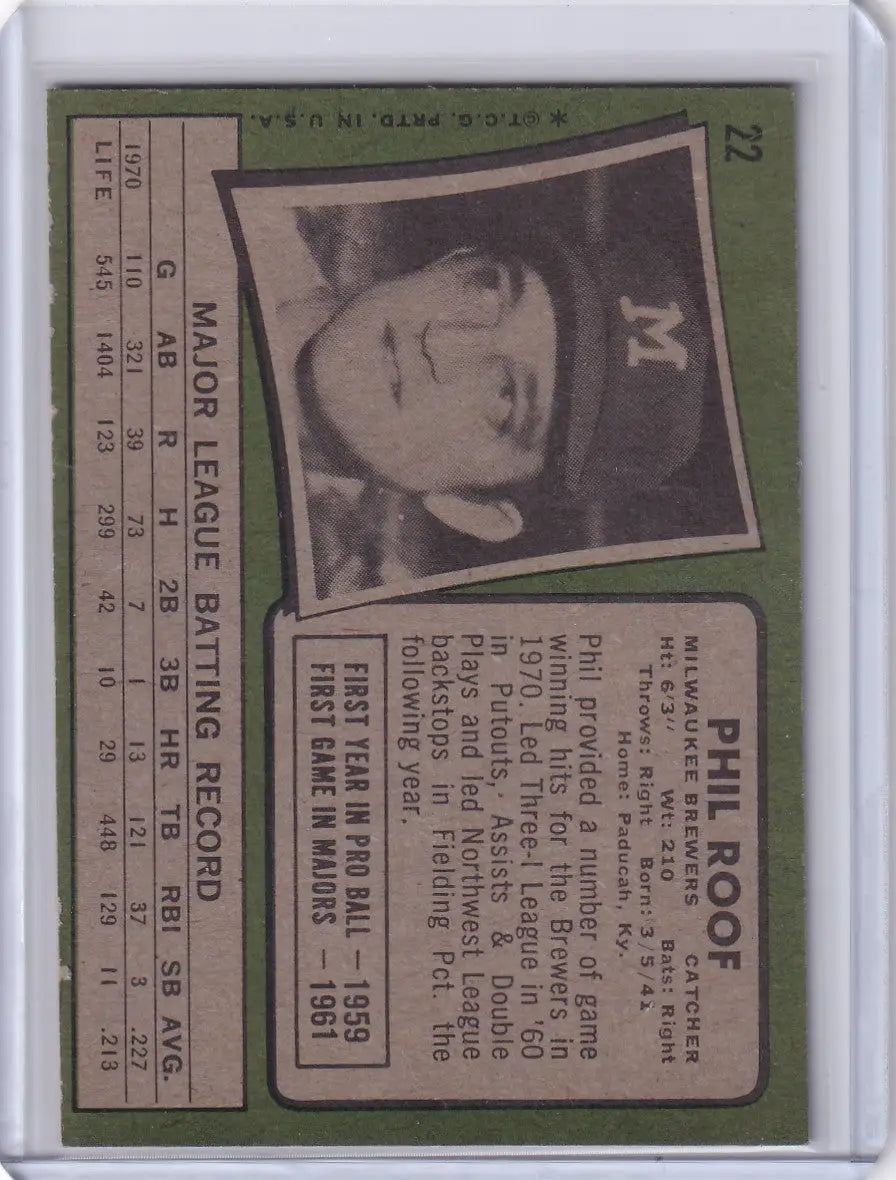 22
*©T.C.G. PRTD. IN U.S.A.
M
PHIL ROOF
MILWAUKEE BREWERS CATCHER
Ht: 6'3" Wt: 210 Bats: Right
Throws: Right Born: 3/5/41
Home: Paducah, Ky.
Phil provided a number of game
winning hits for the Brewers in
1970. Led Three-I League in '60
in Putouts, Assists & Double
Plays and led Northwest League
backstops in Fielding Pct. the
following year.
FIRST YEAR IN PRO BALL — 1959
FIRST GAME IN MAJORS — 1961
MAJOR LEAGUE BATTING RECORD
G AB R H 2B 3B HR TB RBI SB AVG.
1970 110 321 39 73 7 1 13 121 37 3 .227
LIFE 545 1404 123 299 42 10 29 448 129 11 .213